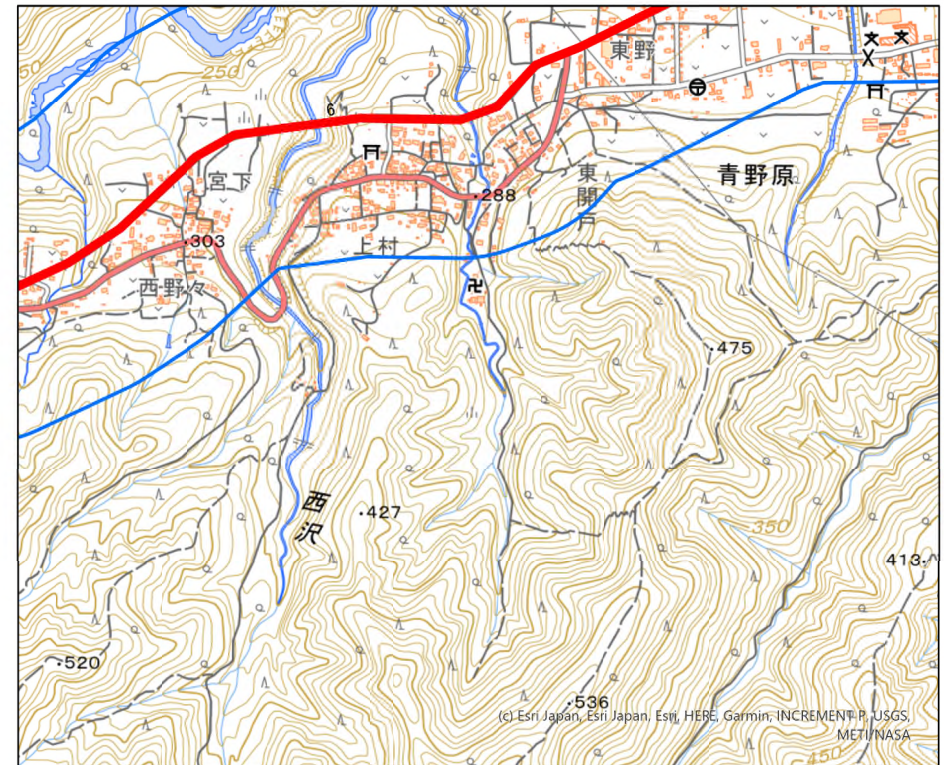 東野
250
50
6
宮下
東開戸
青野原
288
303
上村
西野々
475
西沢
427
350
413
520
536
(c) Esri Japan, Esri Japan, Esri, HERE, Garmin, INCREMENT P, USGS,
METI/NASA
450